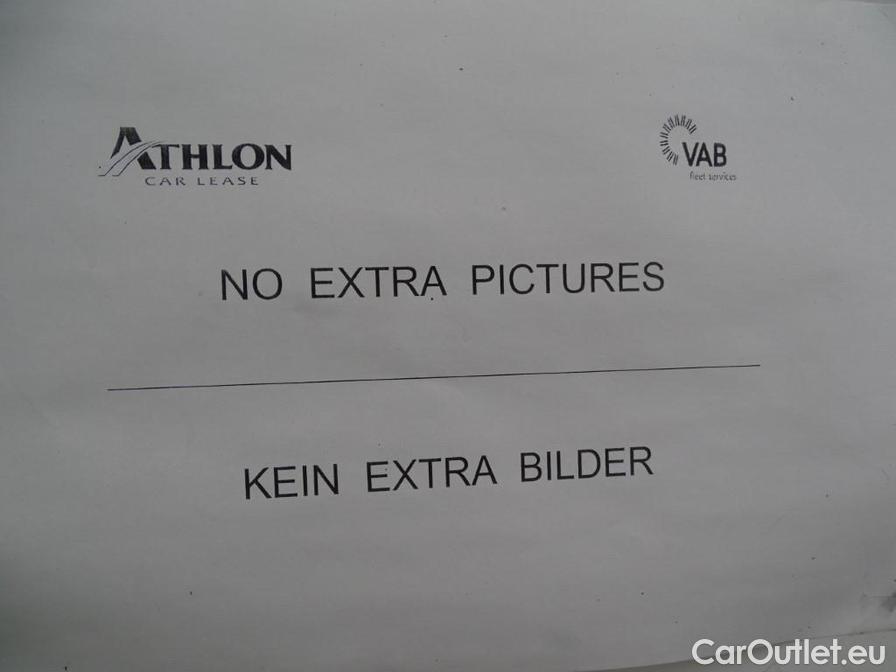 ATHLON
CAR LEASE
VAB
fleet services
NO EXTRA PICTURES
KEIN EXTRA BILDER
CarOutlet.eu